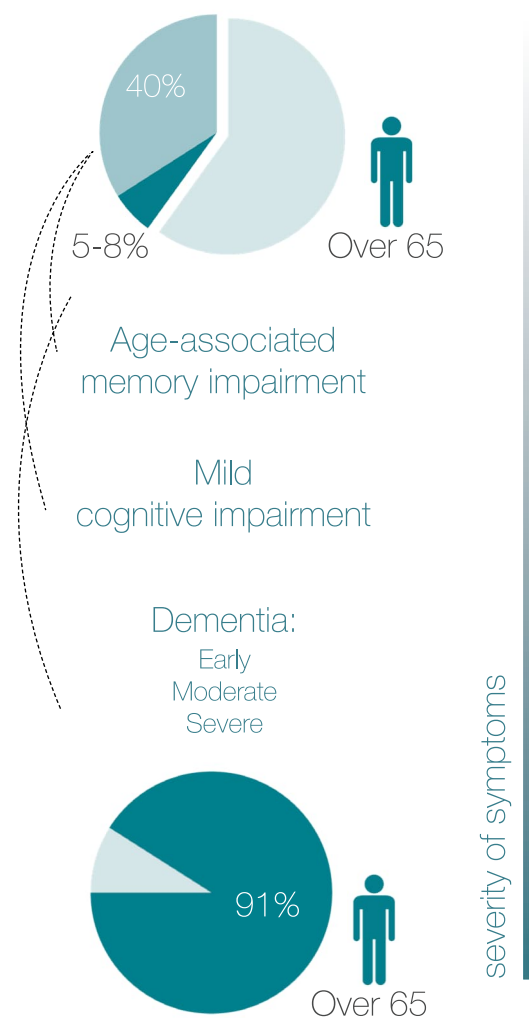 40%
5-8%
Over 65
Age-associated
memory impairment
Mild
cognitive impairment
Dementia:
Early
Moderate
Severe
severity of symptoms
91%
Over 65